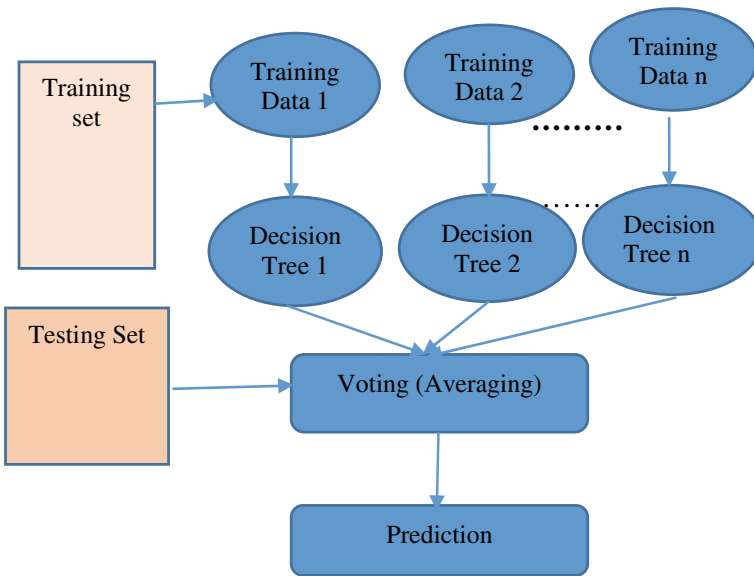 Training
set
Training
Data 1
Training
Data 2
Training
Data n
.........
Decision
Tree 1
Decision
Tree 2
......
Decision
Tree n
Testing Set
Voting (Averaging)
Prediction